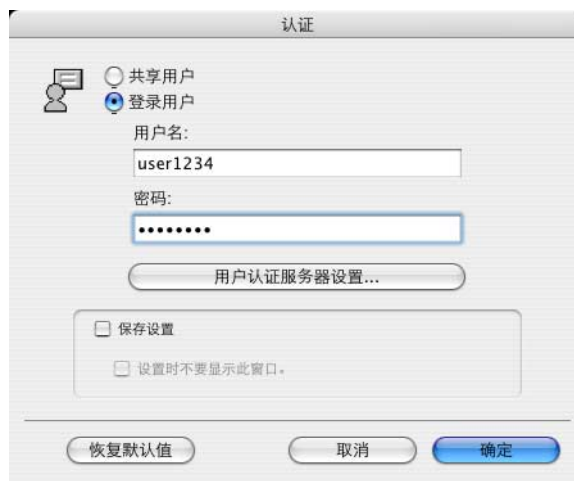 认证
共享用户
登录用户
用户名:
user1234
密码:
••••••••
用户认证服务器设置...
保存设置
设置时不要显示此窗口。
恢复默认值
取消
确定